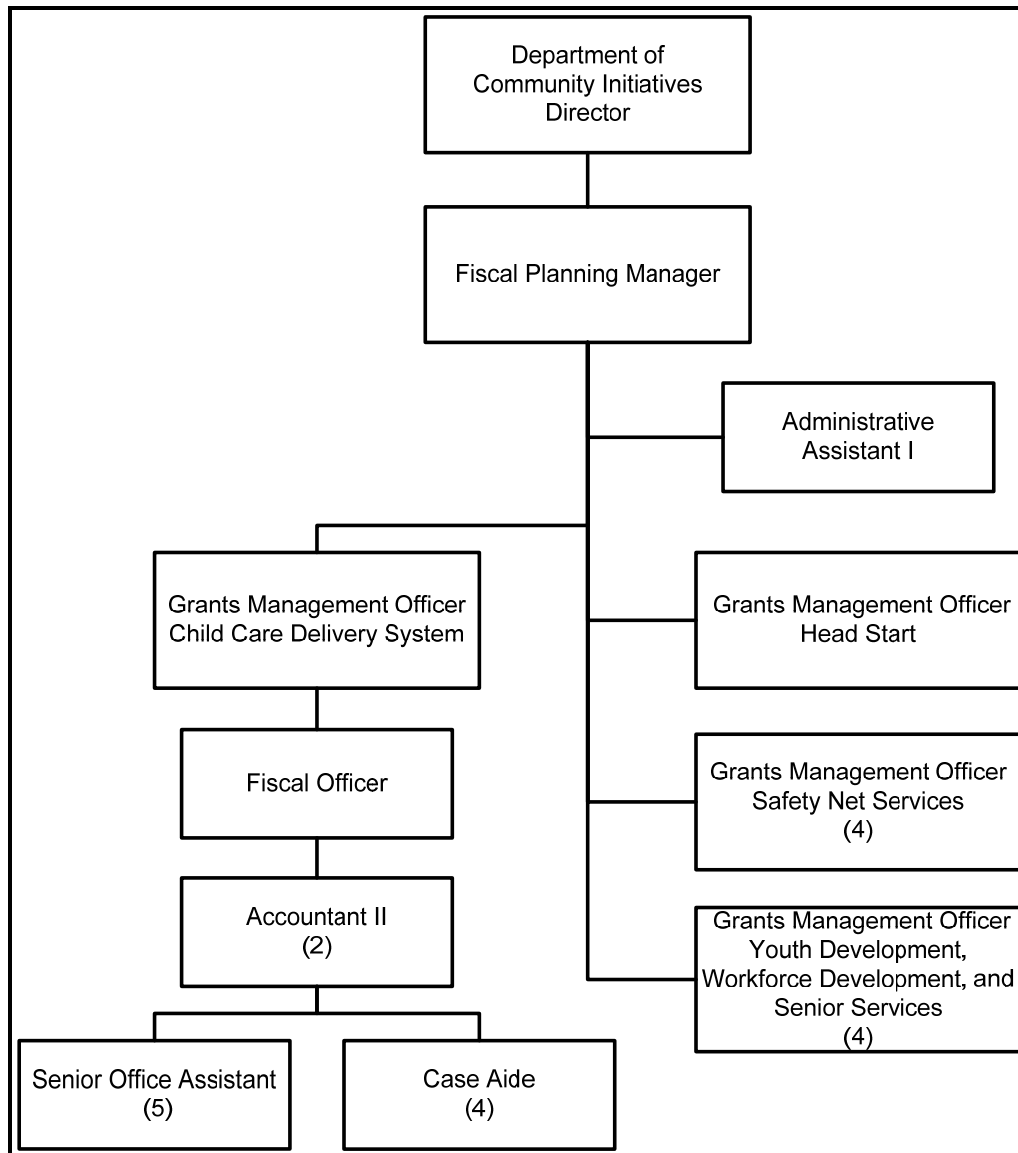 Department of
Community Initiatives
Director
Fiscal Planning Manager
Administrative
Assistant I
Grants Management Officer
Child Care Delivery System
Grants Management Officer
Head Start
Fiscal Officer
Grants Management Officer
Safety Net Services
(4)
Accountant II
(2)
Grants Management Officer
Youth Development,
Workforce Development, and
Senior Services
(4)
Senior Office Assistant
(5)
Case Aide
(4)